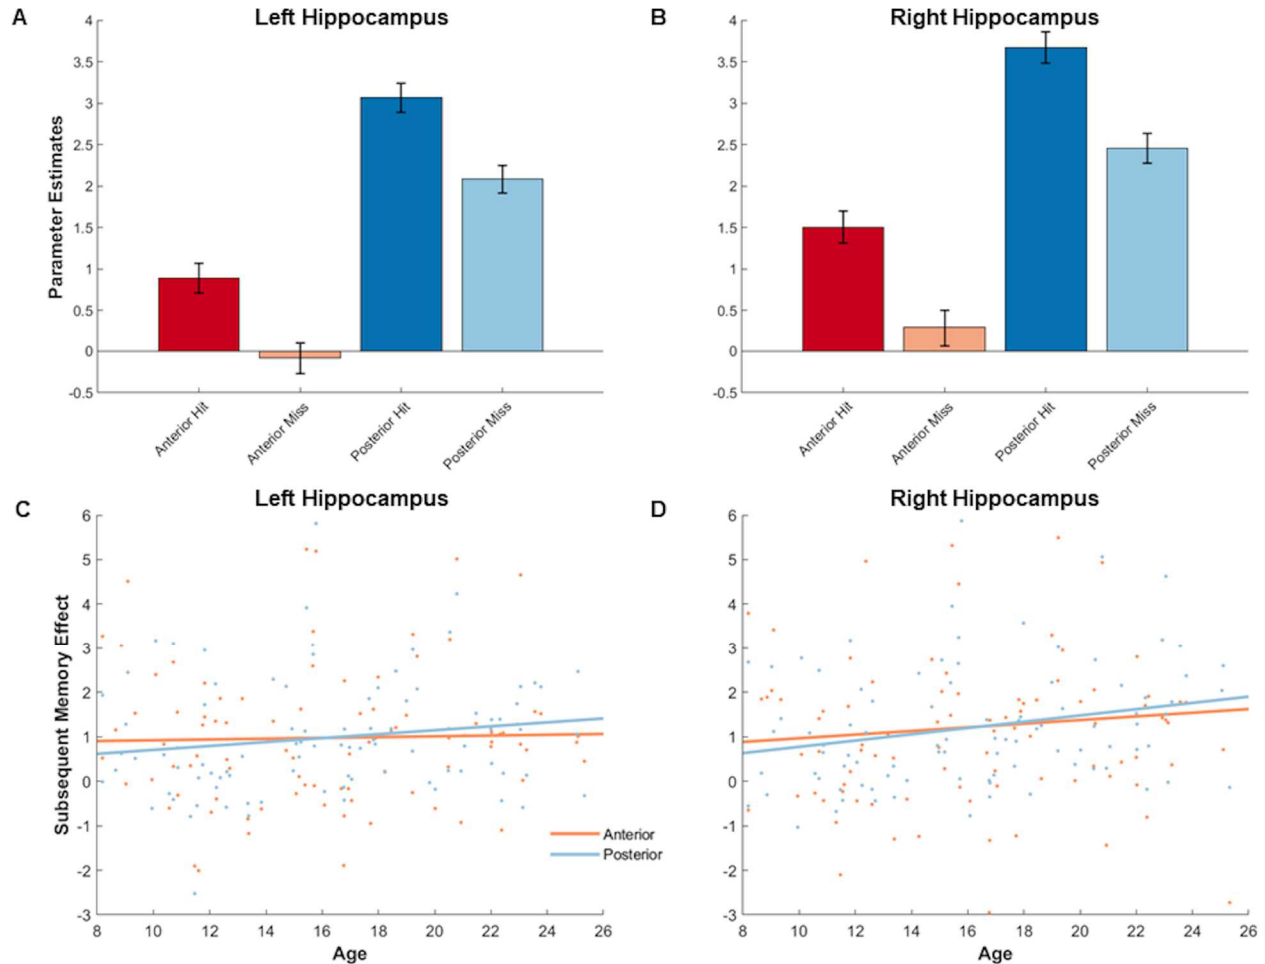 A
Left Hippocampus
4
3.5
3
2.5
2
1.5
1
0.5
0
-0.5
Parameter Estimates
Anterior Hit
Anterior Miss
Posterior Hit
Posterior Miss
B
Right Hippocampus
4
3.5
3
2.5
2
1.5
1
0.5
0
-0.5
Anterior Hit
Anterior Miss
Posterior Hit
Posterior Miss
C
Left Hippocampus
6
5
4
3
2
1
0
-1
-2
-3
Subsequent Memory Effect
Anterior
Posterior
8 10 12 14 16 18 20 22 24 26
Age
D
Right Hippocampus
6
5
4
3
2
1
0
-1
-2
-3
8 10 12 14 16 18 20 22 24 26
Age